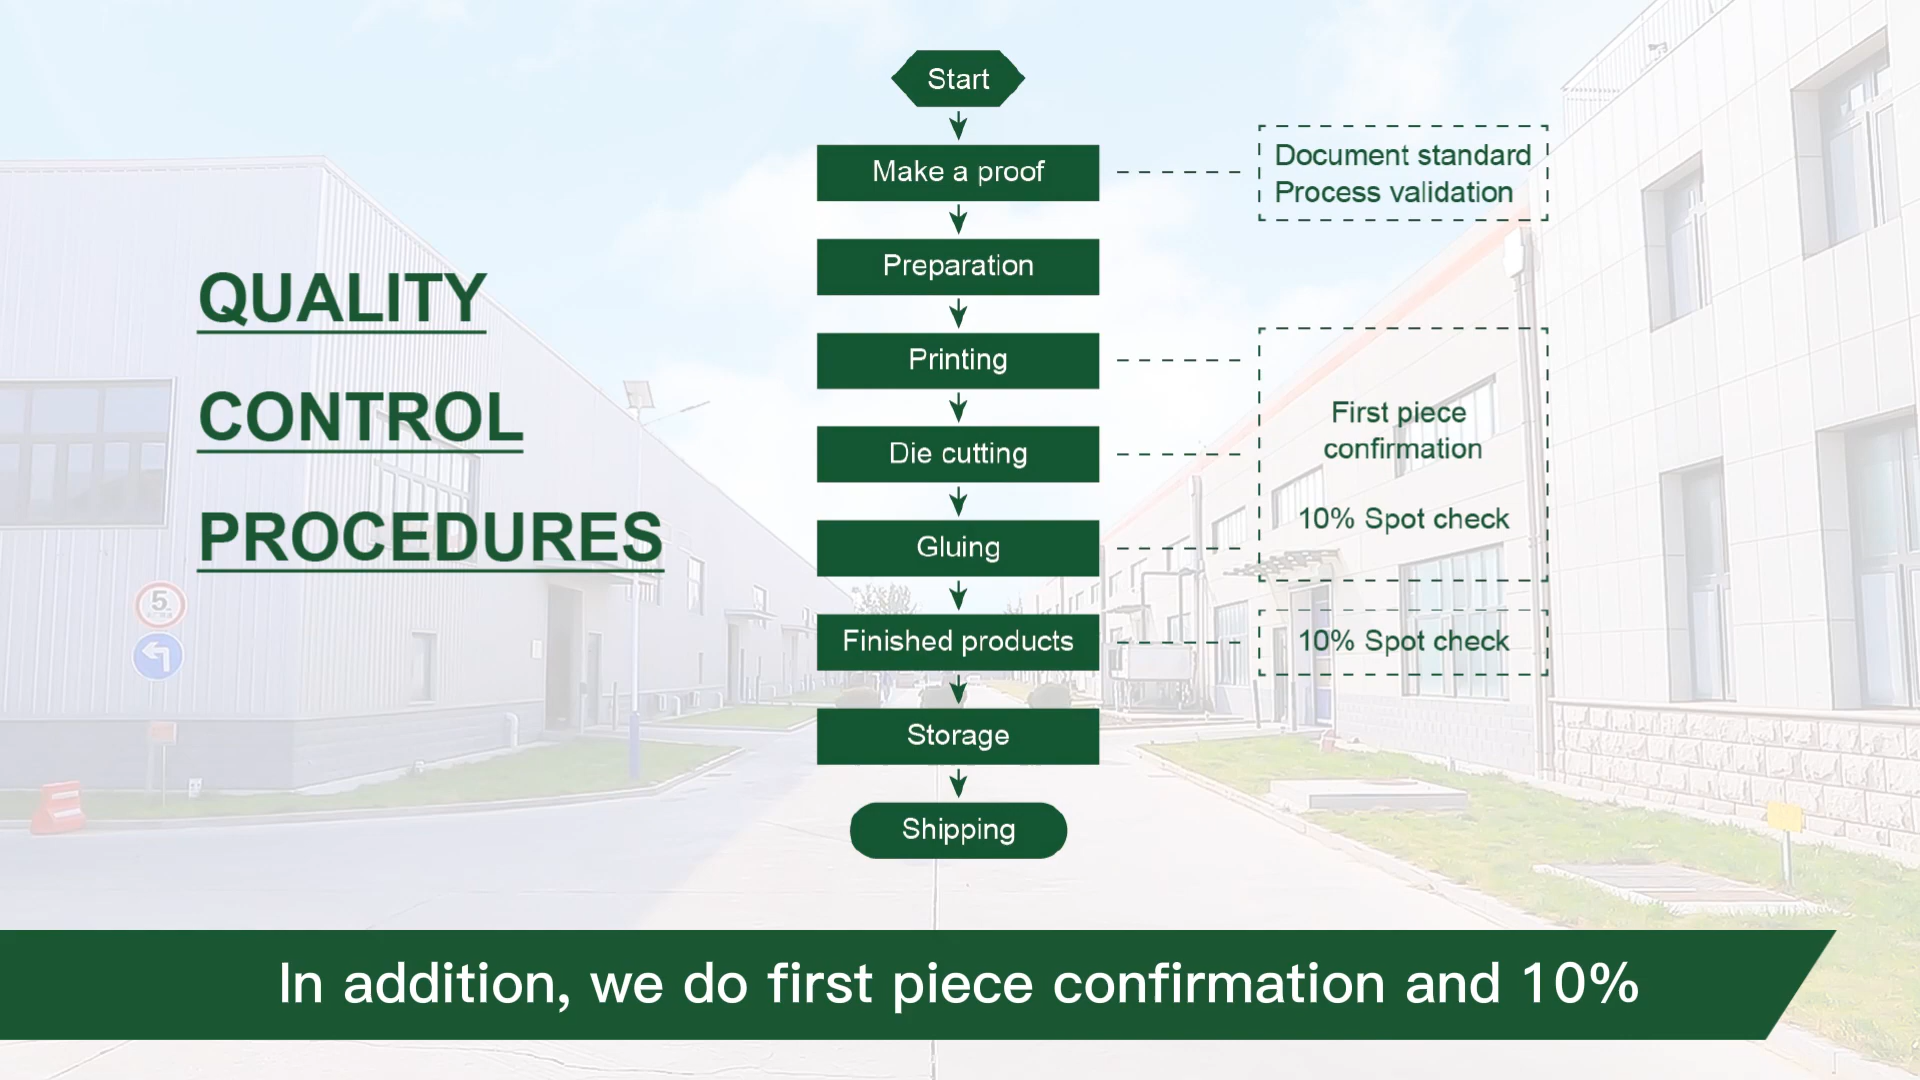 QUALITY
CONTROL
PROCEDURES
Start
Make a proof
Preparation
Printing
Die cutting
Gluing
Finished products
Storage
Shipping
Document standard
Process validation
First piece
confirmation
10% Spot check
10% Spot check
5
In addition, we do first piece confirmation and 10%